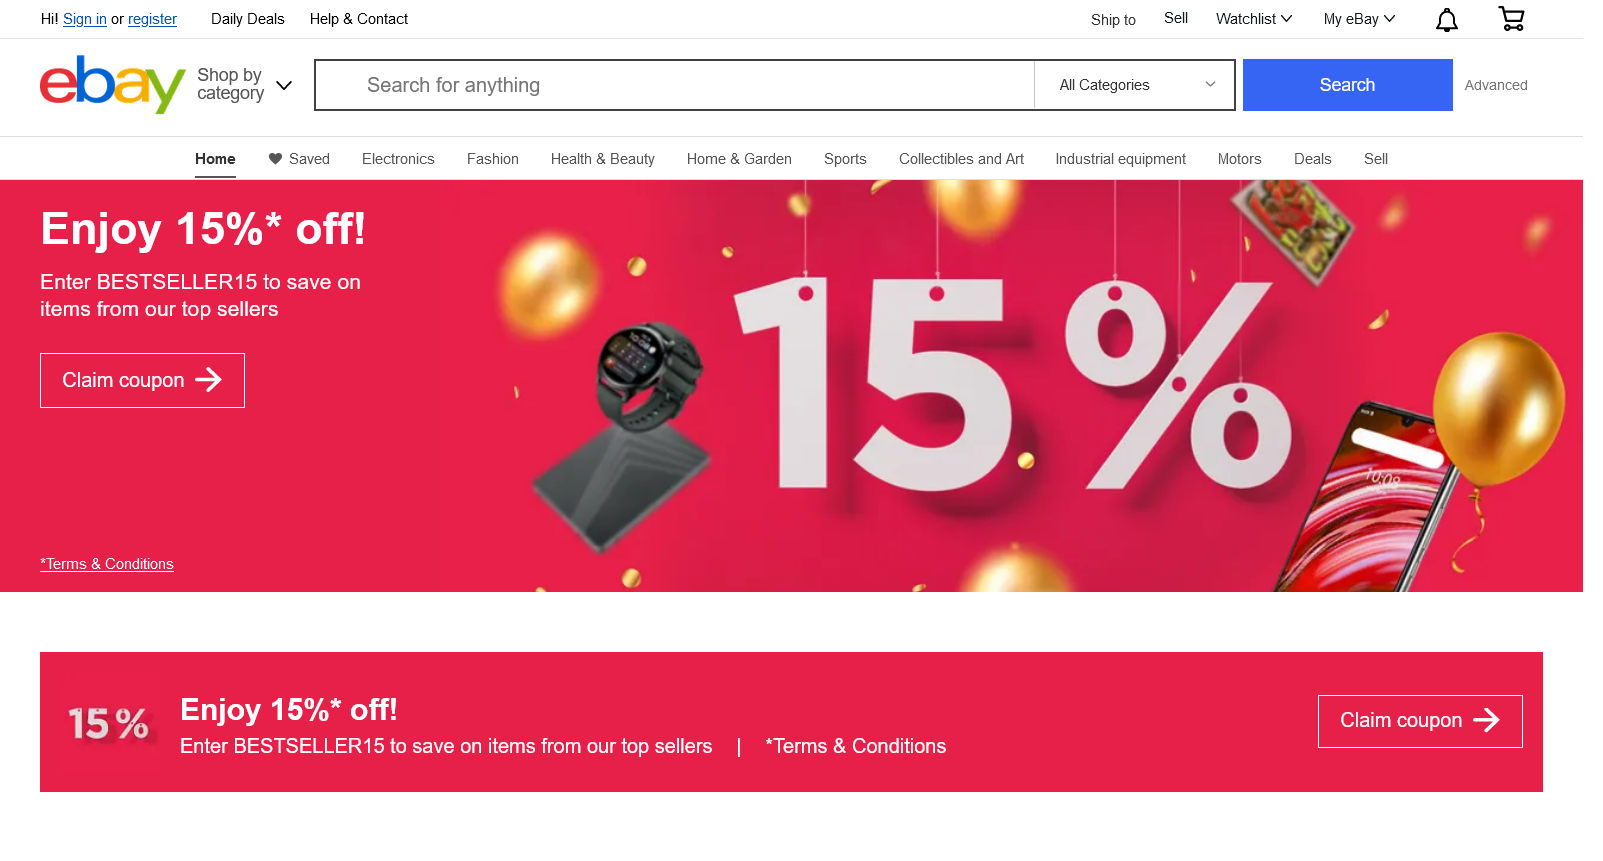 Hi! Sign in or register Daily Deals Help & Contact Ship to Sell Watchlist My eBay
ebay
Shop by
category
Search for anything All Categories Search Advanced
Home Saved Electronics Fashion Health & Beauty Home & Garden Sports Collectibles and Art Industrial equipment Motors Deals Sell
Enjoy 15%* off!
Enter BESTSELLER15 to save on
items from our top sellers
Claim coupon
*Terms & Conditions
15%
10:09
15%
Enjoy 15%* off!
Enter BESTSELLER15 to save on items from our top sellers | *Terms & Conditions
Claim coupon